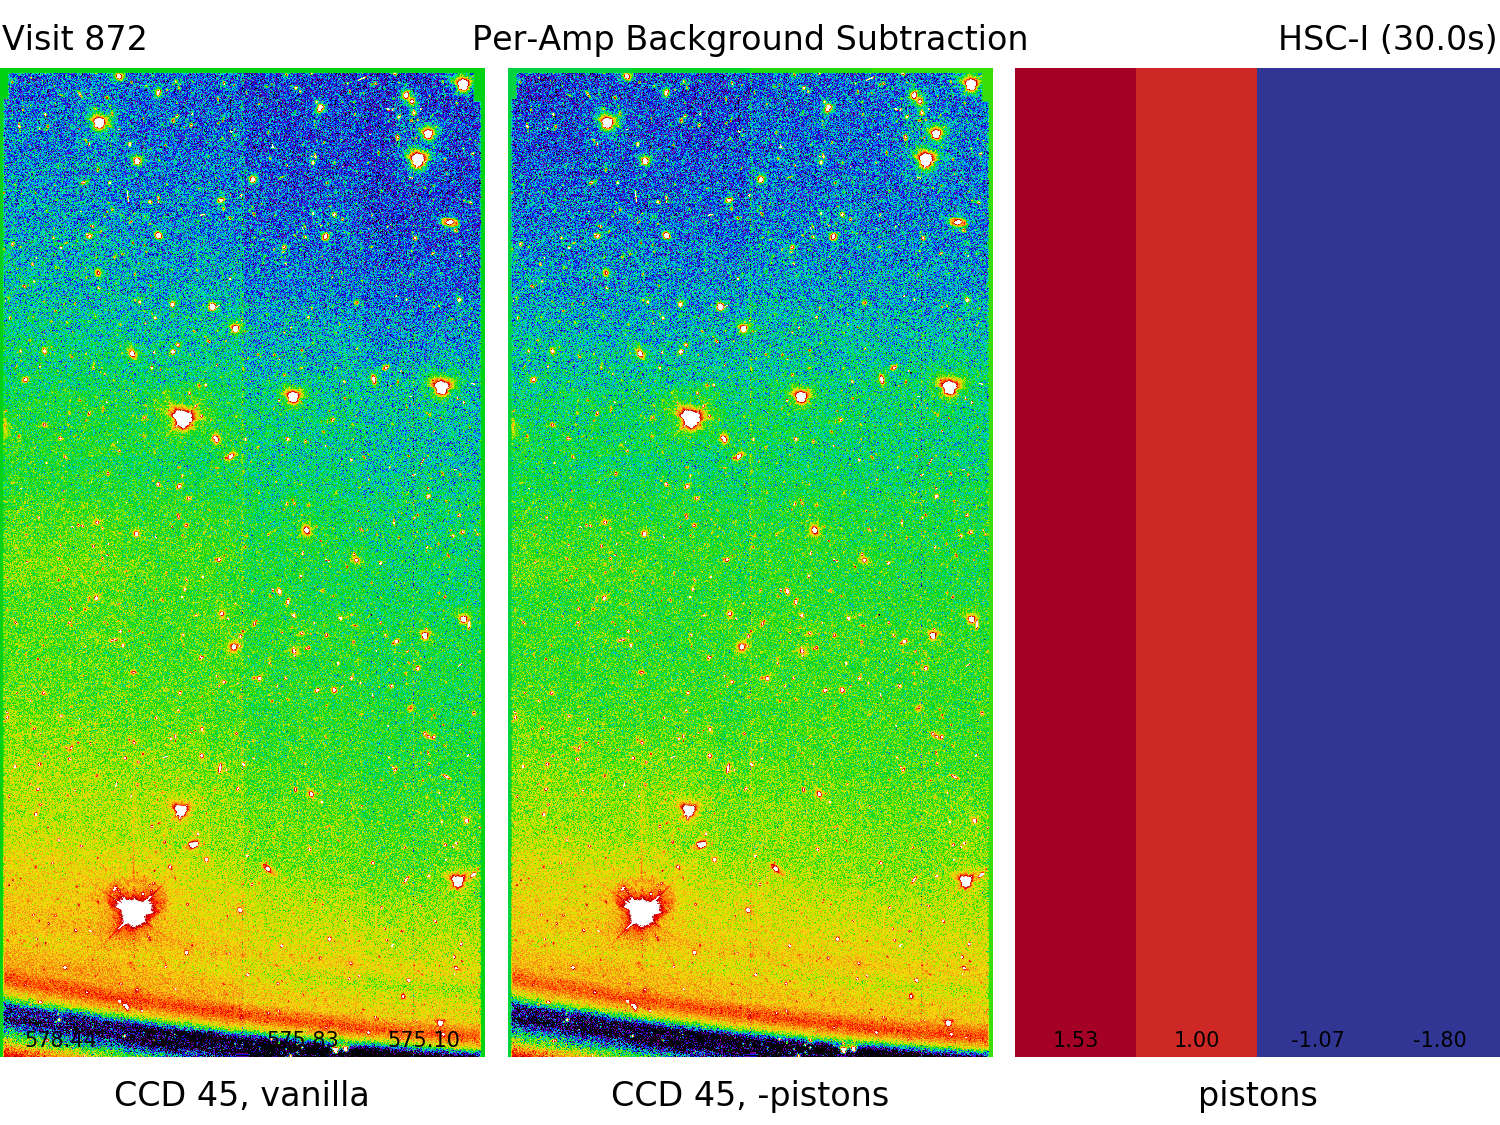 Visit 872
Per-Amp Background Subtraction
HSC-I (30.0s)
578.44
575.83
575.10
1.53
1.00
-1.07
-1.80
CCD 45, vanilla
CCD 45, -pistons
pistons